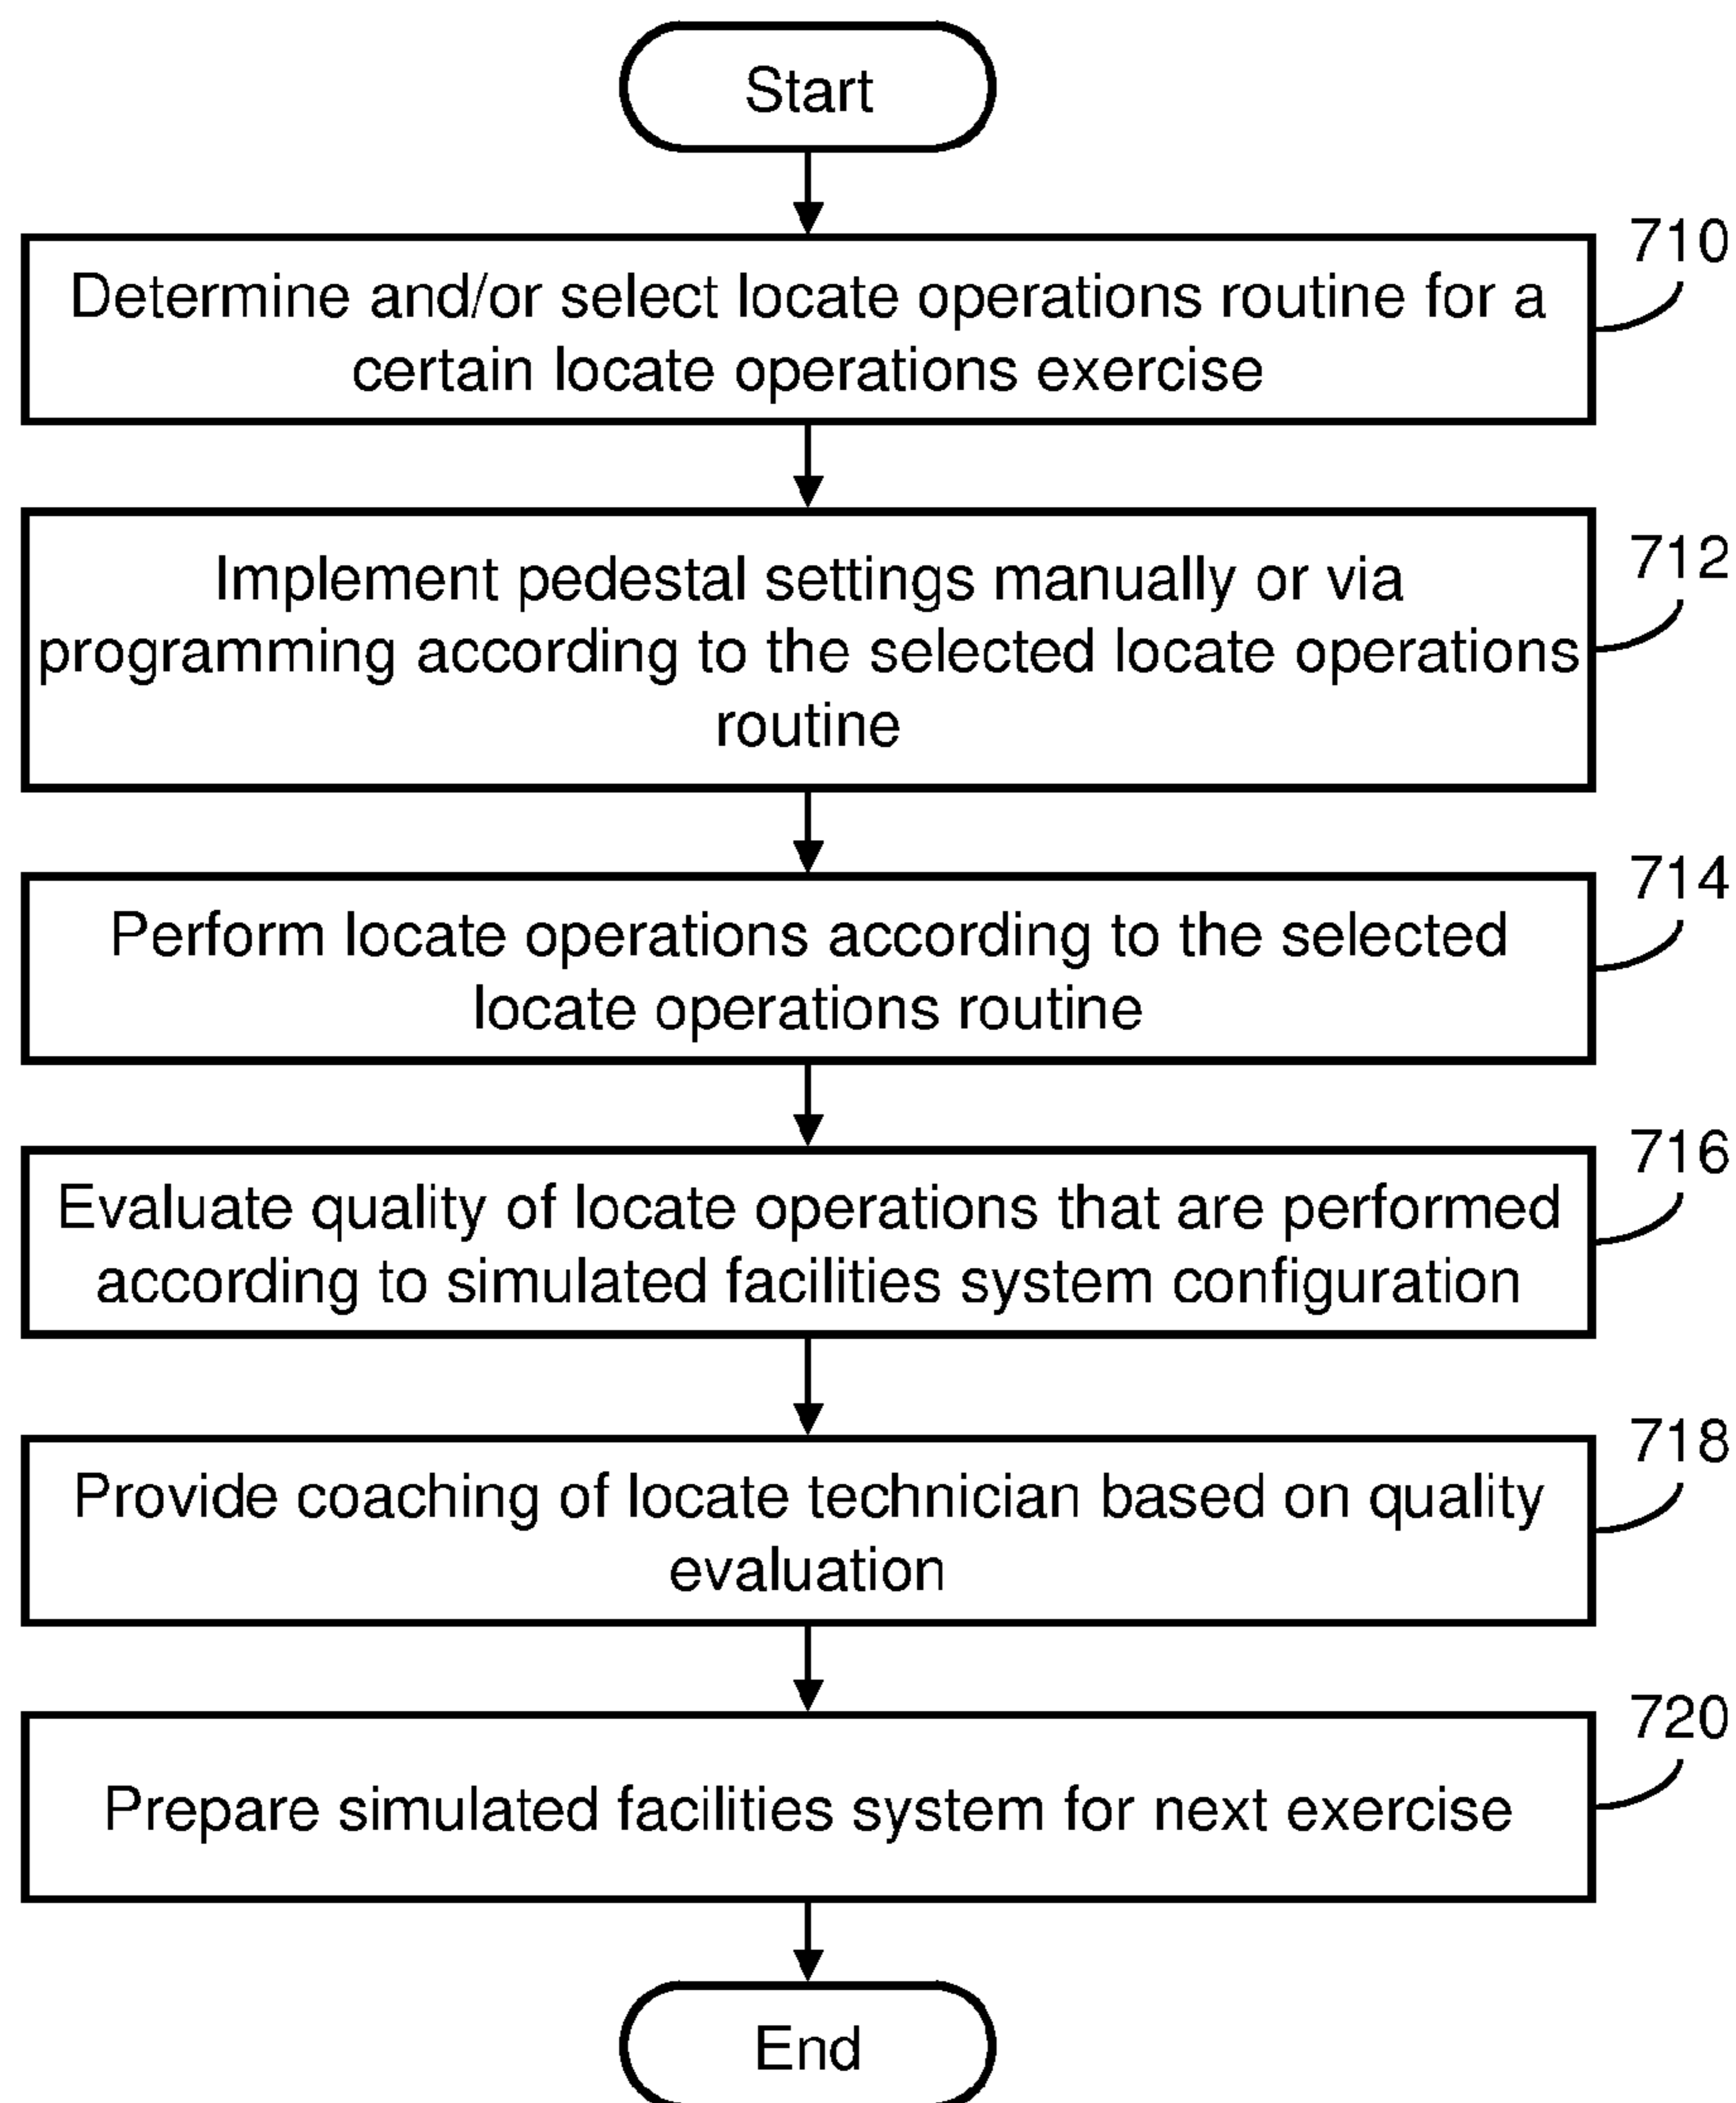 Start
710
Determine and/or select locate operations routine for a
certain locate operations exercise
712
Implement pedestal settings manually or via
programming according to the selected locate operations
routine
714
Perform locate operations according to the selected
locate operations routine
716
Evaluate quality of locate operations that are performed
according to simulated facilities system configuration
718
Provide coaching of locate technician based on quality
evaluation
720
Prepare simulated facilities system for next exercise
End